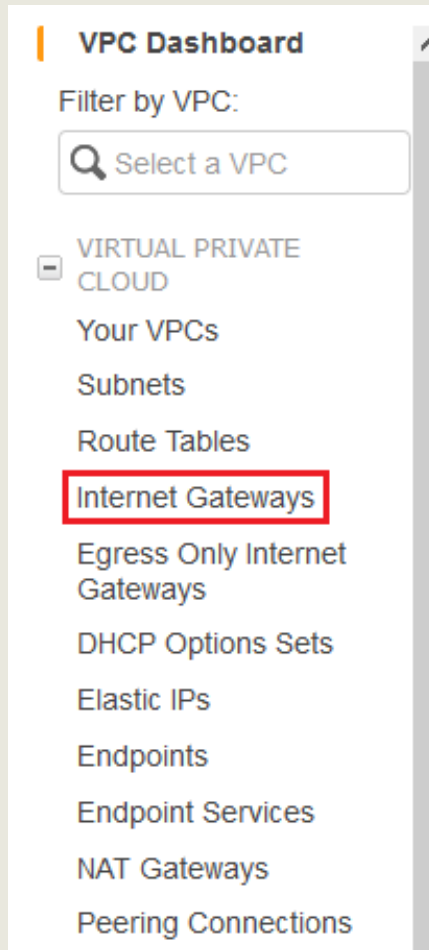 VPC Dashboard
Filter by VPC:
Select a VPC
VIRTUAL PRIVATE
CLOUD
Your VPCs
Subnets
Route Tables
Internet Gateways
Egress Only Internet
Gateways
DHCP Options Sets
Elastic IPs
Endpoints
Endpoint Services
NAT Gateways
Peering Connections